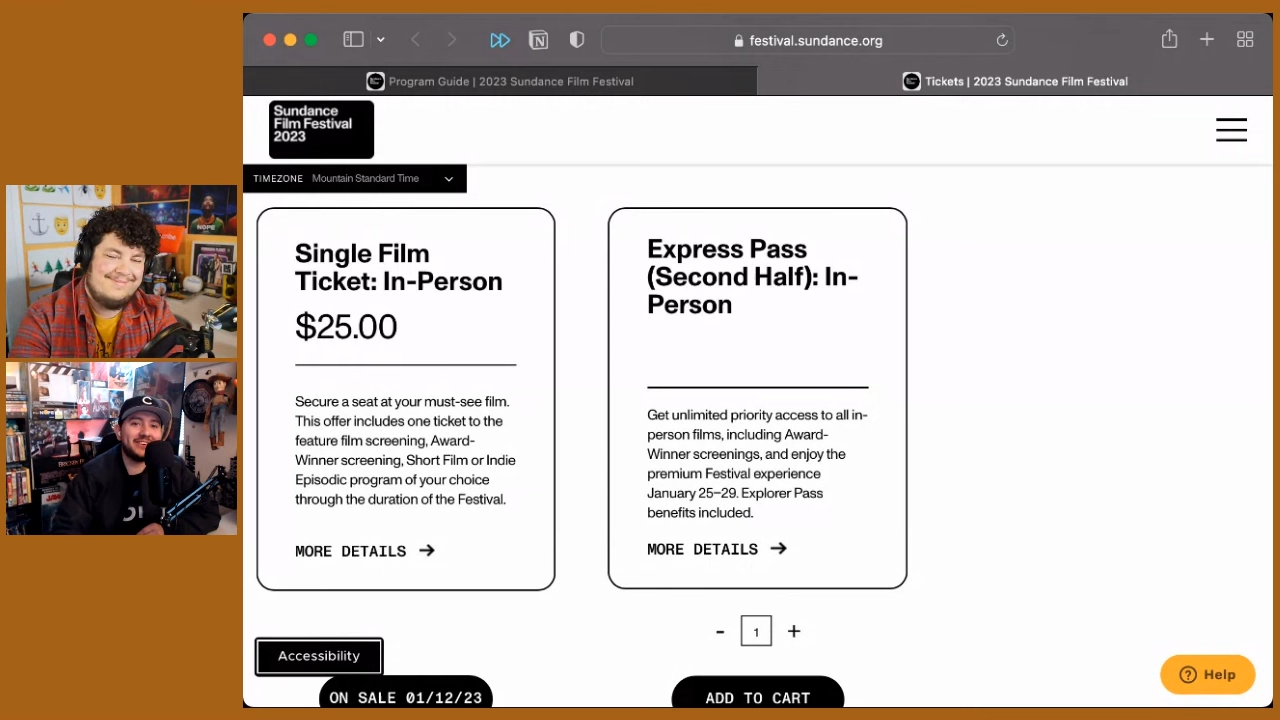 festival.sundance.org
Program Guide | 2023 Sundance Film Festival
Tickets | 2023 Sundance Film Festival
Sundance
Film Festival
2023
TIMEZONE Mountain Standard Time
Single Film
Ticket: In-Person
$25.00
Secure a seat at your must-see film.
This offer includes one ticket to the
feature film screening, Award-
Winner screening, Short Film or Indie
Episodic program of your choice
through the duration of the Festival.
MORE DETAILS →
Express Pass
(Second Half): In-
Person
Get unlimited priority access to all in-
person films, including Award-
Winner screenings, and enjoy the
premium Festival experience
January 25–29. Explorer Pass
benefits included.
MORE DETAILS →
- 1 +
Accessibility
ON SALE 01/12/23
ADD TO CART
? Help
NOPE
C